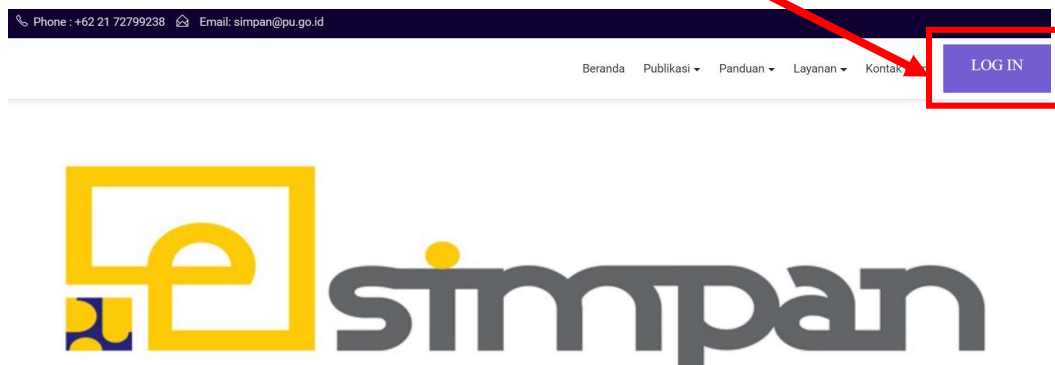 Phone : +62 21 72799238 Email: simpan@pu.go.id
Beranda Publikasi Panduan Layanan Kontak LOG IN
e simpan